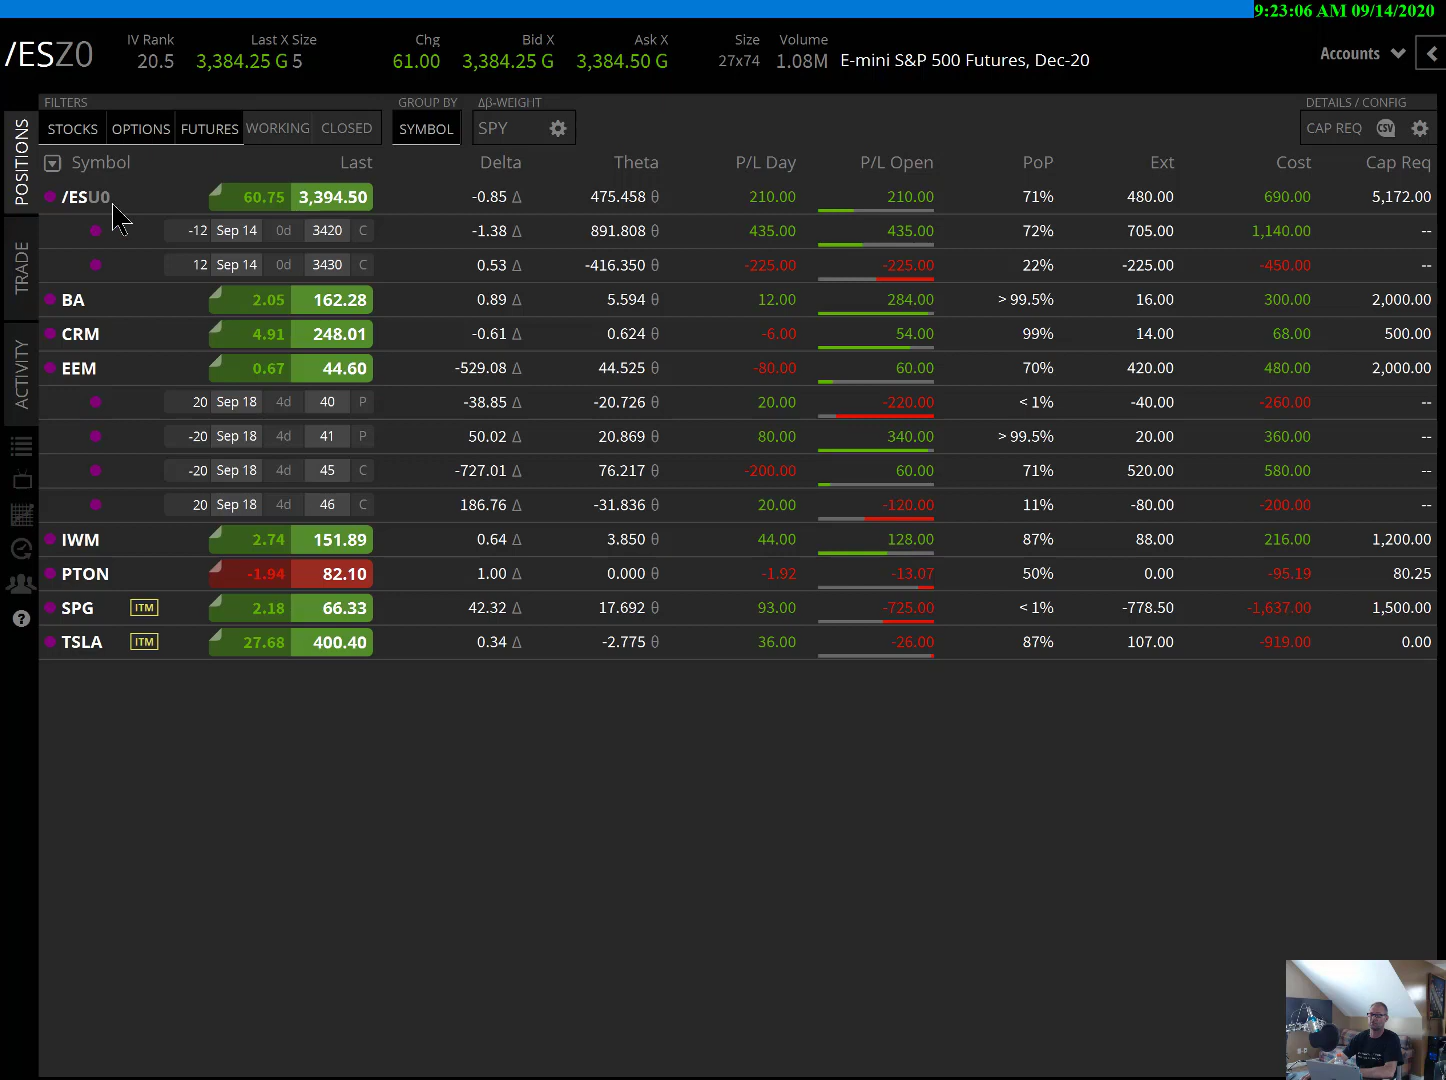 9:23:06 AM 09/14/2020
/ESZ0 IV Rank 20.5 Last X Size 3,384.25 G 5 Chg 61.00 Bid X 3,384.25 G Ask X 3,384.50 G Size 27x74 Volume 1.08M E-mini S&P 500 Futures, Dec-20 Accounts
FILTERS GROUP BY Δβ-WEIGHT DETAILS / CONFIG
STOCKS OPTIONS FUTURES WORKING CLOSED SYMBOL SPY CAP REQ CSV
POSITIONS
TRADE
ACTIVITY
?
Symbol Last Delta Theta P/L Day P/L Open PoP Ext Cost Cap Req
/ESU0 60.75 3,394.50 -0.85 Δ 475.458 θ 210.00 210.00 71% 480.00 690.00 5,172.00
-12 Sep 14 0d 3420 C -1.38 Δ 891.808 θ 435.00 435.00 72% 705.00 1,140.00 --
12 Sep 14 0d 3430 C 0.53 Δ -416.350 θ -225.00 -225.00 22% -225.00 -450.00 --
BA 2.05 162.28 0.89 Δ 5.594 θ 12.00 284.00 > 99.5% 16.00 300.00 2,000.00
CRM 4.91 248.01 -0.61 Δ 0.624 θ -6.00 54.00 99% 14.00 68.00 500.00
EEM 0.67 44.60 -529.08 Δ 44.525 θ -80.00 60.00 70% 420.00 480.00 2,000.00
20 Sep 18 4d 40 P -38.85 Δ -20.726 θ 20.00 -220.00 < 1% -40.00 -260.00 --
-20 Sep 18 4d 41 P 50.02 Δ 20.869 θ 80.00 340.00 > 99.5% 20.00 360.00 --
-20 Sep 18 4d 45 C -727.01 Δ 76.217 θ -200.00 60.00 71% 520.00 580.00 --
20 Sep 18 4d 46 C 186.76 Δ -31.836 θ 20.00 -120.00 11% -80.00 -200.00 --
IWM 2.74 151.89 0.64 Δ 3.850 θ 44.00 128.00 87% 88.00 216.00 1,200.00
PTON -1.94 82.10 1.00 Δ 0.000 θ -1.92 -13.07 50% 0.00 -95.19 80.25
SPG ITM 2.18 66.33 42.32 Δ 17.692 θ 93.00 -725.00 < 1% -778.50 -1,637.00 1,500.00
TSLA ITM 27.68 400.40 0.34 Δ -2.775 θ 36.00 -26.00 87% 107.00 -919.00 0.00